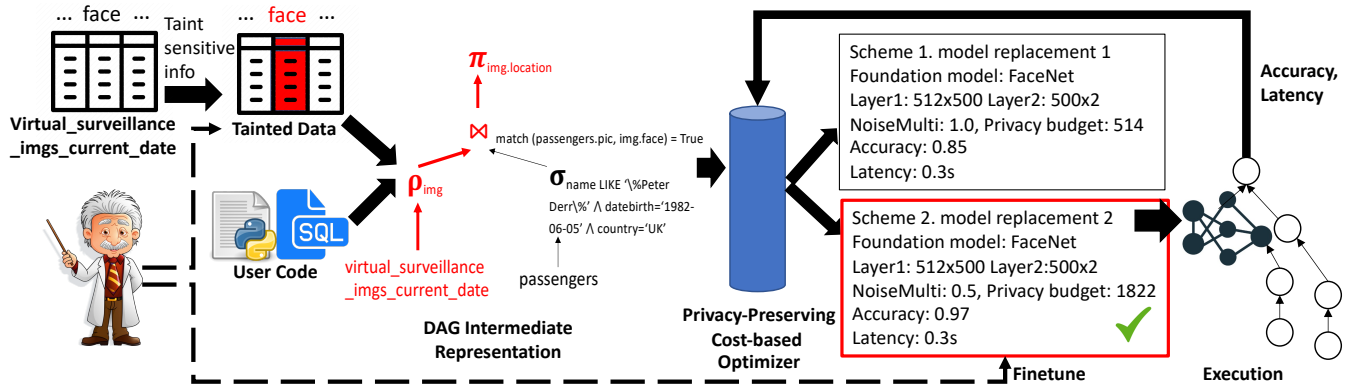 ... face ...
Taint
sensitive
info
... face ...
Virtual_surveillance
_imgs_current_date
Tainted Data
SQL
User Code
π img.location
⋈ match (passengers.pic, img.face) = True
ρ img
σ name LIKE ‘\%Peter
Derr\%’ /\ datebirth=‘1982-
06-05’ /\ country=‘UK’
virtual_surveillance
_imgs_current_date
passengers
DAG Intermediate
Representation
Privacy-Preserving
Cost-based
Optimizer
Scheme 1. model replacement 1
Foundation model: FaceNet
Layer1: 512x500 Layer2: 500x2
NoiseMulti: 1.0, Privacy budget: 514
Accuracy: 0.85
Latency: 0.3s
Scheme 2. model replacement 2
Foundation model: FaceNet
Layer1: 512x500 Layer2:500x2
NoiseMulti: 0.5, Privacy budget: 1822
Accuracy: 0.97
Latency: 0.3s
Accuracy,
Latency
Finetune
Execution